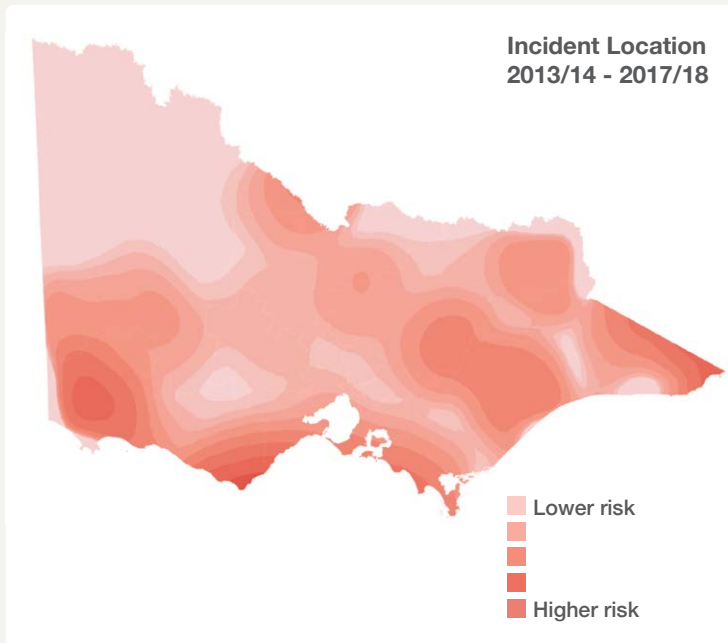 Incident Location
2013/14 - 2017/18
Lower risk
Higher risk